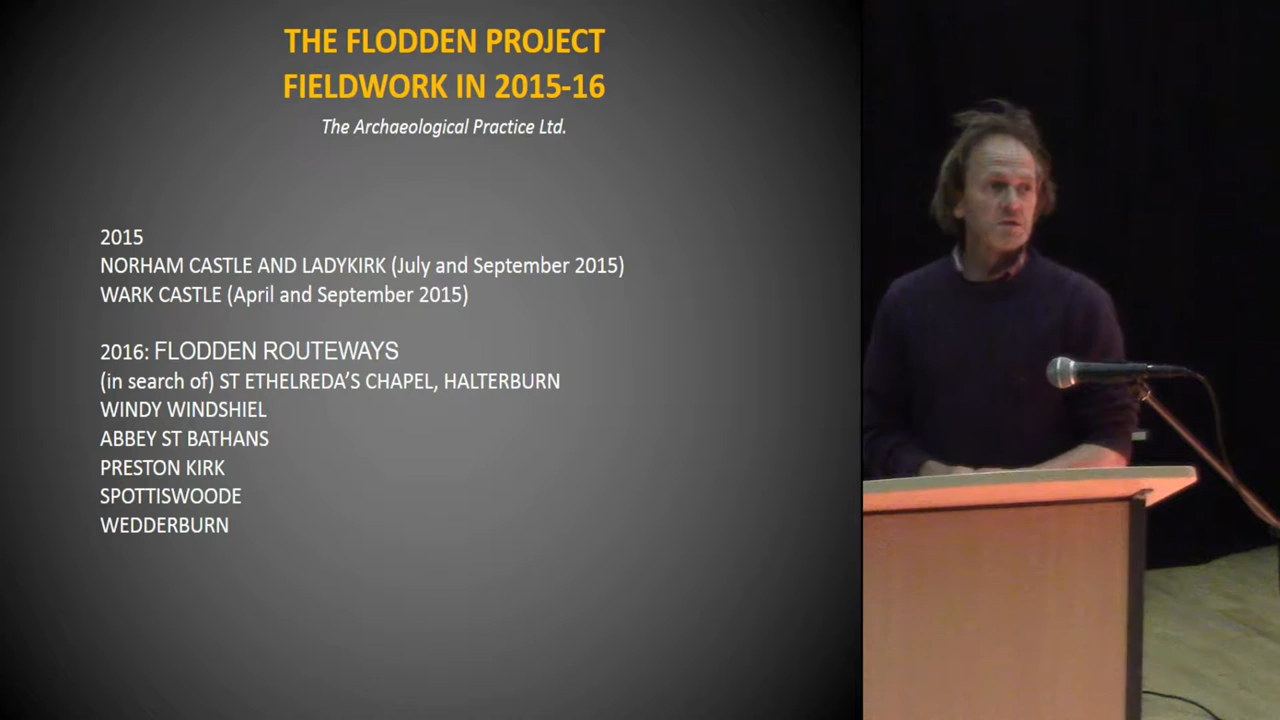 THE FLODDEN PROJECT
FIELDWORK IN 2015-16
The Archaeological Practice Ltd.
2015
NORHAM CASTLE AND LADYKIRK (July and September 2015)
WARK CASTLE (April and September 2015)
2016: FLODDEN ROUTEWAYS
(in search of) ST ETHELREDA’S CHAPEL, HALTERBURN
WINDY WINDSHIEL
ABBEY ST BATHANS
PRESTON KIRK
SPOTTISWOODE
WEDDERBURN